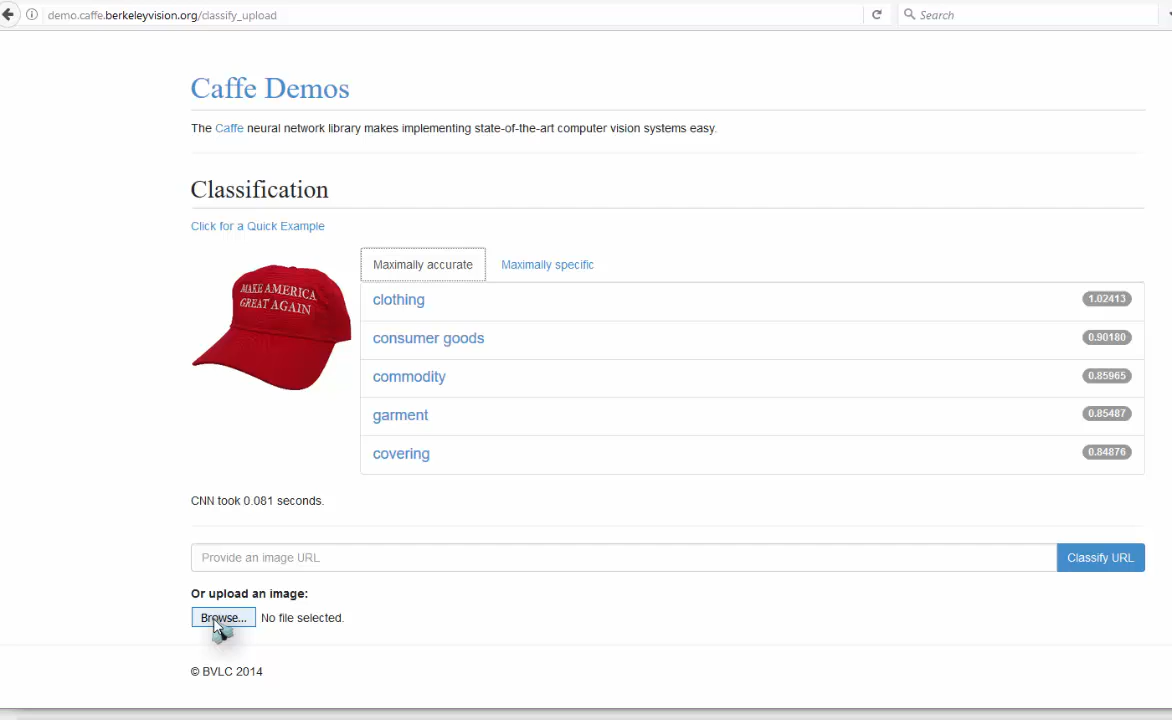 demo.caffe.berkeleyvision.org/classify_upload
Search
Caffe Demos
The Caffe neural network library makes implementing state-of-the-art computer vision systems easy.
Classification
Click for a Quick Example
MAKE AMERICA
GREAT AGAIN
Maximally accurate Maximally specific
clothing 1.02413
consumer goods 0.90180
commodity 0.85965
garment 0.85487
covering 0.84876
CNN took 0.081 seconds.
Provide an image URL Classify URL
Or upload an image:
Browse... No file selected.
© BVLC 2014